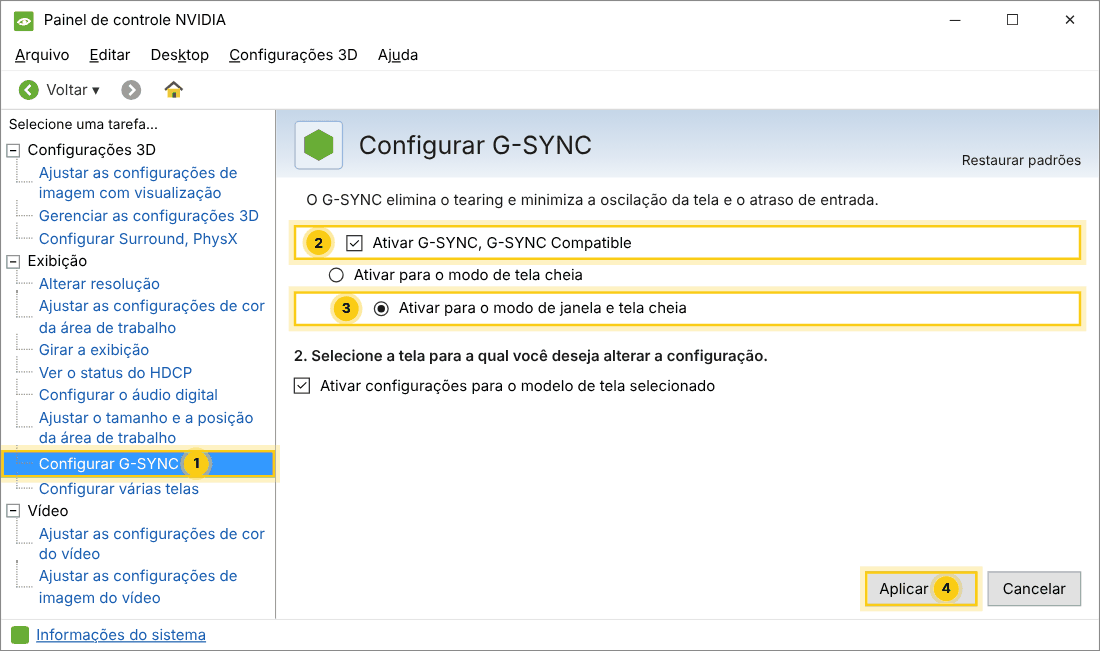 Painel de controle NVIDIA
Arquivo Editar Desktop Configurações 3D Ajuda
Voltar
Selecione uma tarefa...
Configurações 3D
Ajustar as configurações de
imagem com visualização
Gerenciar as configurações 3D
Configurar Surround, PhysX
Exibição
Alterar resolução
Ajustar as configurações de cor
da área de trabalho
Girar a exibição
Ver o status do HDCP
Configurar o áudio digital
Ajustar o tamanho e a posição
da área de trabalho
Configurar G-SYNC 1
Configurar várias telas
Vídeo
Ajustar as configurações de cor
do vídeo
Ajustar as configurações de
imagem do vídeo
Informações do sistema
Configurar G-SYNC
Restaurar padrões
O G-SYNC elimina o tearing e minimiza a oscilação da tela e o atraso de entrada.
2 Ativar G-SYNC, G-SYNC Compatible
Ativar para o modo de tela cheia
3 Ativar para o modo de janela e tela cheia
2. Selecione a tela para a qual você deseja alterar a configuração.
Ativar configurações para o modelo de tela selecionado
Aplicar 4 Cancelar